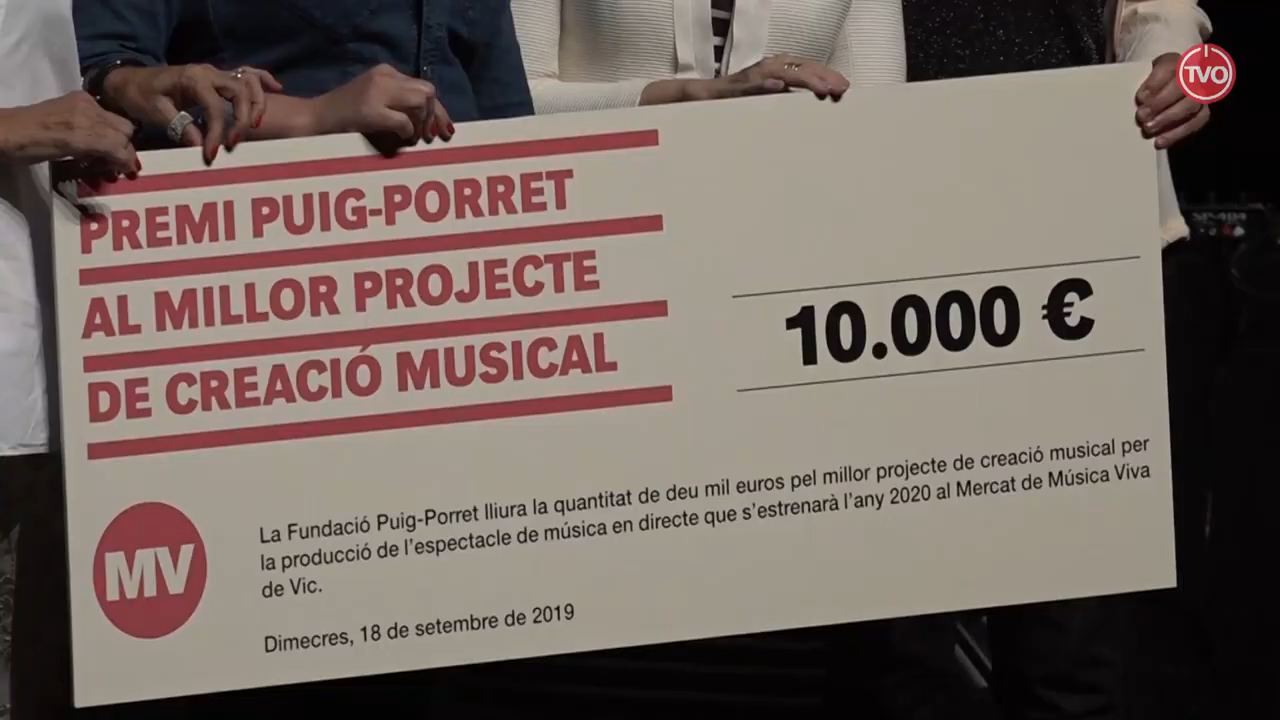 TVO
PREMI PUIG-PORRET
AL MILLOR PROJECTE
DE CREACIÓ MUSICAL
10.000 €
MV
La Fundació Puig-Porret lliura la quantitat de deu mil euros pel millor projecte de creació musical per
la producció de l'espectacle de música en directe que s'estrenarà l'any 2020 al Mercat de Música Viva
de Vic.
Dimecres, 18 de setembre de 2019
SP-404